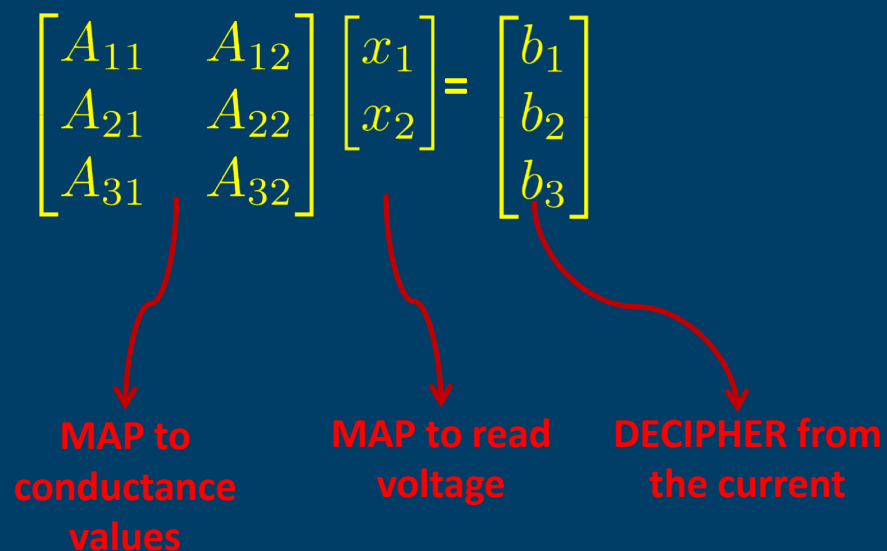 A11 A12 x1 = b1
A21 A22 x2 b2
A31 A32 b3
MAP to conductance values
MAP to read voltage
DECIPHER from the current